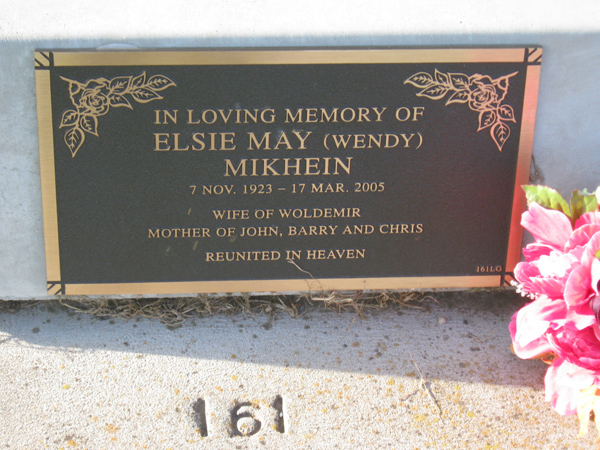 IN LOVING MEMORY OF
ELSIE MAY (WENDY)
MIKHEIN
7 NOV. 1923 – 17 MAR. 2005
WIFE OF WOLDEMIR
MOTHER OF JOHN, BARRY AND CHRIS
REUNITED IN HEAVEN
161LG
161